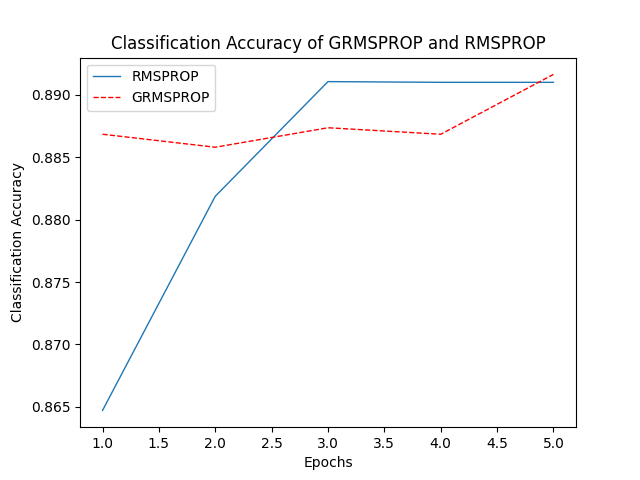 Classification Accuracy of GRMSPROP and RMSPROP
RMSPROP
GRMSPROP
Classification Accuracy
0.890
0.885
0.880
0.875
0.870
0.865
1.0 1.5 2.0 2.5 3.0 3.5 4.0 4.5 5.0
Epochs